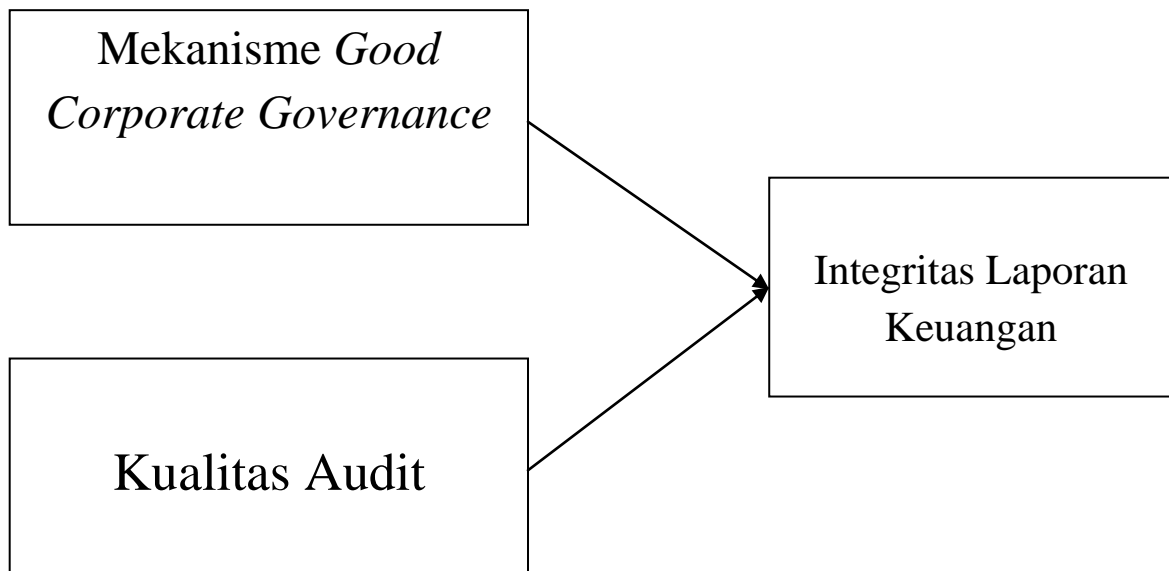 Mekanisme Good
Corporate Governance
Integritas Laporan
Keuangan
Kualitas Audit